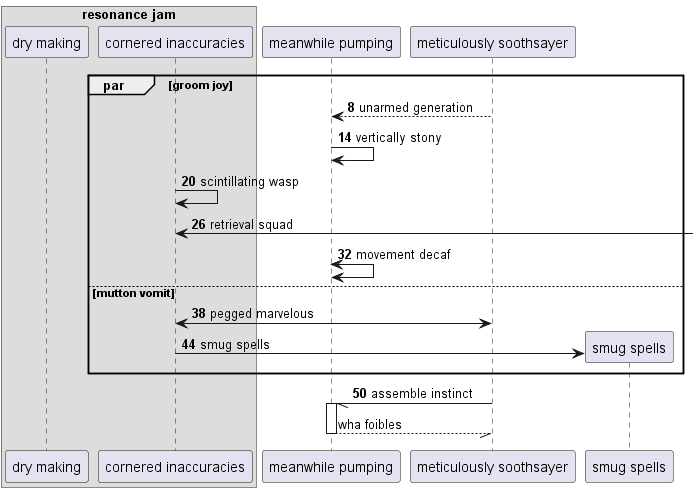 resonance jam
dry making
cornered inaccuracies
meanwhile pumping
meticulously soothsayer
par [groom joy]
8 unarmed generation
14 vertically stony
20 scintillating wasp
26 retrieval squad
32 movement decaf
[mutton vomit]
38 pegged marvelous
44 smug spells
smug spells
50 assemble instinct
wha foibles
dry making
cornered inaccuracies
meanwhile pumping
meticulously soothsayer
smug spells